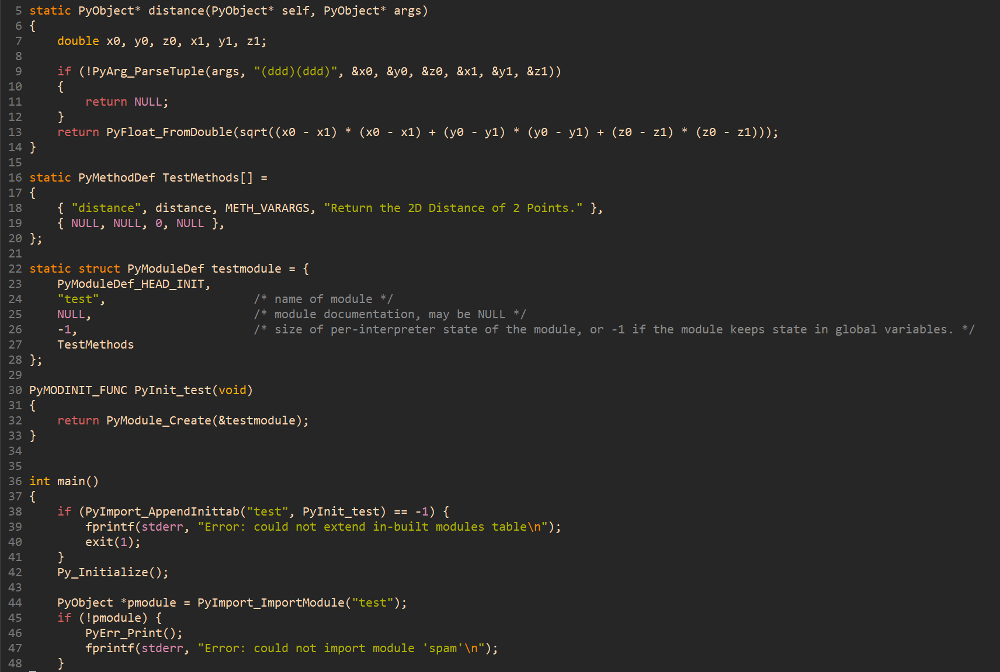 5 static PyObject* distance(PyObject* self, PyObject* args)
6 {
7     double x0, y0, z0, x1, y1, z1;
8
9     if (!PyArg_ParseTuple(args, "(ddd)(ddd)", &x0, &y0, &z0, &x1, &y1, &z1))
10     {
11         return NULL;
12     }
13     return PyFloat_FromDouble(sqrt((x0 - x1) * (x0 - x1) + (y0 - y1) * (y0 - y1) + (z0 - z1) * (z0 - z1)));
14 }
15
16 static PyMethodDef TestMethods[] =
17 {
18     { "distance", distance, METH_VARARGS, "Return the 2D Distance of 2 Points." },
19     { NULL, NULL, 0, NULL },
20 };
21
22 static struct PyModuleDef testmodule = {
23     PyModuleDef_HEAD_INIT,
24     "test",                     /* name of module */
25     NULL,                       /* module documentation, may be NULL */
26     -1,                         /* size of per-interpreter state of the module, or -1 if the module keeps state in global variables. */
27     TestMethods
28 };
29
30 PyMODINIT_FUNC PyInit_test(void)
31 {
32     return PyModule_Create(&testmodule);
33 }
34
35
36 int main()
37 {
38     if (PyImport_AppendInittab("test", PyInit_test) == -1) {
39         fprintf(stderr, "Error: could not extend in-built modules table\n");
40         exit(1);
41     }
42     Py_Initialize();
43
44     PyObject *pmodule = PyImport_ImportModule("test");
45     if (!pmodule) {
46         PyErr_Print();
47         fprintf(stderr, "Error: could not import module 'spam'\n");
48     }